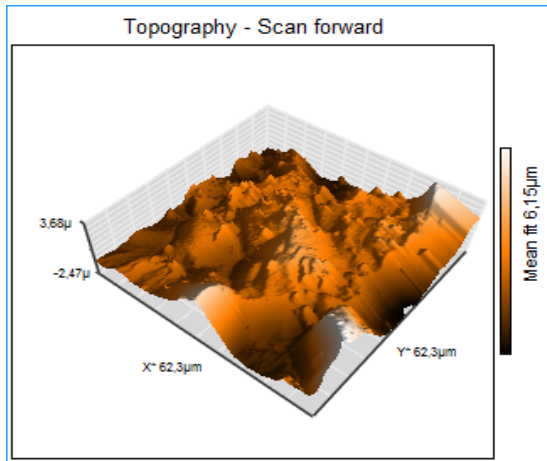 Topography - Scan forward
3,68µ
-2,47µ
X* 62,3µm
Y* 62,3µm
Mean fit 6,15µm